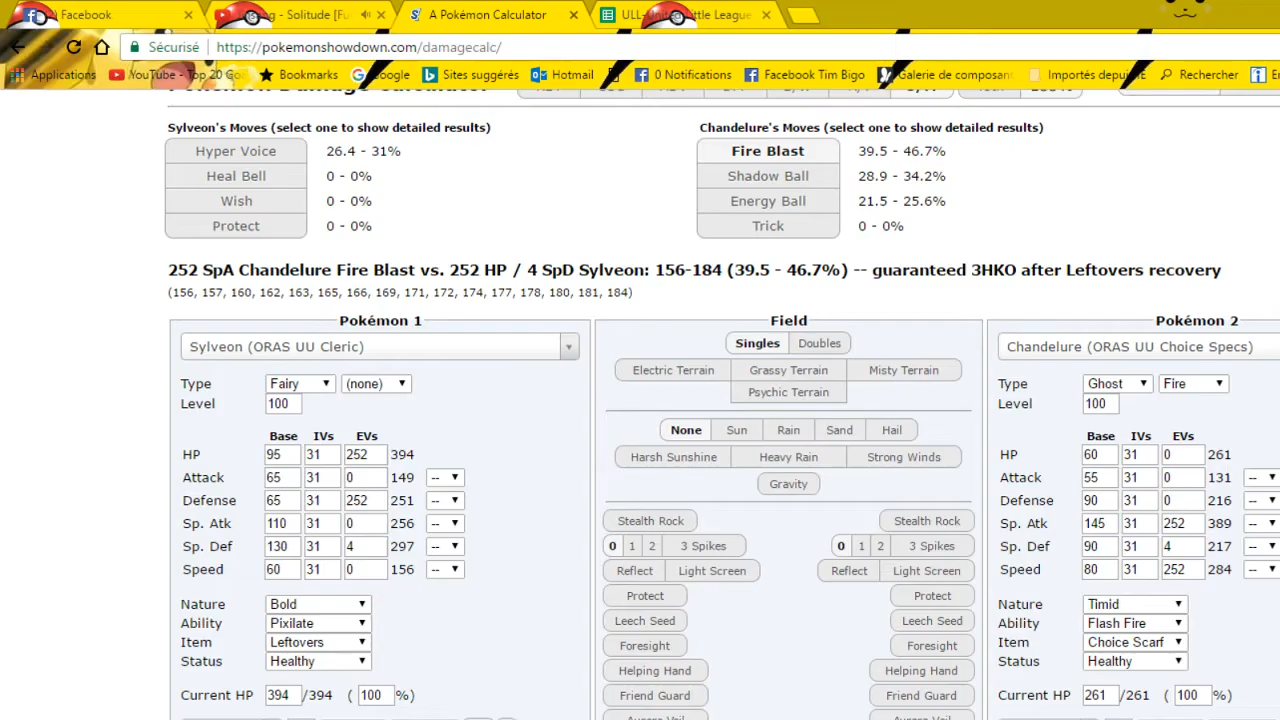 Facebook × Solitude [Fu × A Pokémon Calculator × ULL- United Little League ×
Sécurisé https://pokemonshowdown.com/damagecalc/
Applications YouTube - Top 20 Go Bookmarks Google Sites suggérés Hotmail 0 Notifications Facebook Tim Bigo Galerie de composant Importés depuis IE Rechercher
Pokémon Damage Calculator
Sylveon's Moves (select one to show detailed results) Chandelure's Moves (select one to show detailed results)
Hyper Voice 26.4 - 31% Fire Blast 39.5 - 46.7%
Heal Bell 0 - 0% Shadow Ball 28.9 - 34.2%
Wish 0 - 0% Energy Ball 21.5 - 25.6%
Protect 0 - 0% Trick 0 - 0%
252 SpA Chandelure Fire Blast vs. 252 HP / 4 SpD Sylveon: 156-184 (39.5 - 46.7%) -- guaranteed 3HKO after Leftovers recovery
(156, 157, 160, 162, 163, 165, 166, 169, 171, 172, 174, 177, 178, 180, 181, 184)
Pokémon 1 Field Pokémon 2
Sylveon (ORAS UU Cleric) Singles Doubles Chandelure (ORAS UU Choice Specs)
Electric Terrain Grassy Terrain Misty Terrain
Type Fairy (none) Psychic Terrain Type Ghost Fire
Level 100 Level 100
None Sun Rain Sand Hail
Base IVs EVs Base IVs EVs
HP 95 31 252 394 Harsh Sunshine Heavy Rain Strong Winds HP 60 31 0 261
Attack 65 31 0 149 -- Gravity Attack 55 31 0 131 --
Defense 65 31 252 251 -- Defense 90 31 0 216 --
Sp. Atk 110 31 0 256 -- Stealth Rock Stealth Rock Sp. Atk 145 31 252 389 --
Sp. Def 130 31 4 297 -- 0 1 2 3 Spikes 0 1 2 3 Spikes Sp. Def 90 31 4 217 --
Speed 60 31 0 156 -- Reflect Light Screen Reflect Light Screen Speed 80 31 252 284 --
Protect Protect
Nature Bold Nature Timid
Ability Pixilate Leech Seed Leech Seed Ability Flash Fire
Item Leftovers Foresight Foresight Item Choice Scarf
Status Healthy Helping Hand Helping Hand Status Healthy
Current HP 394 /394 ( 100 %) Friend Guard Friend Guard Current HP 261 /261 ( 100 %)
Aurora Veil Aurora Veil